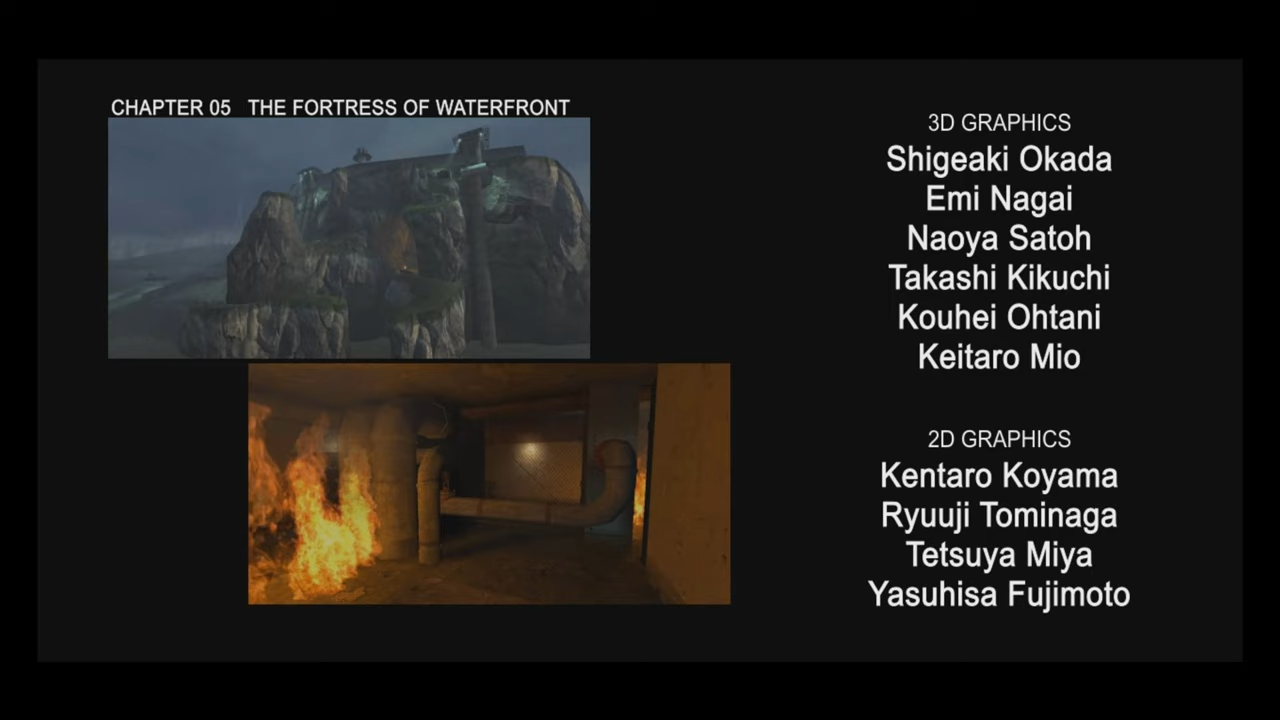 CHAPTER 05 THE FORTRESS OF WATERFRONT
3D GRAPHICS
Shigeaki Okada
Emi Nagai
Naoya Satoh
Takashi Kikuchi
Kouhei Ohtani
Keitaro Mio
2D GRAPHICS
Kentaro Koyama
Ryuuji Tominaga
Tetsuya Miya
Yasuhisa Fujimoto